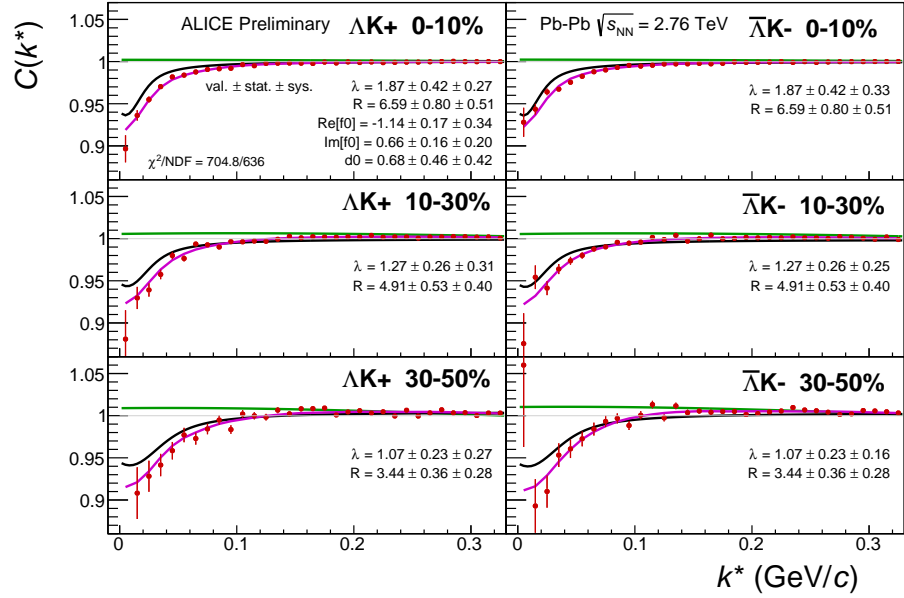 C(k*)
ALICE Preliminary
ΛK+ 0-10%
1.05
1
0.95
0.9
val. ± stat. ± sys.
λ = 1.87 ± 0.42 ± 0.27
R = 6.59 ± 0.80 ± 0.51
Re[f0] = -1.14 ± 0.17 ± 0.34
Im[f0] = 0.66 ± 0.16 ± 0.20
d0 = 0.68 ± 0.46 ± 0.42
χ²/NDF = 704.8/636
Pb-Pb √sNN = 2.76 TeV
Λ̅K- 0-10%
λ = 1.87 ± 0.42 ± 0.33
R = 6.59 ± 0.80 ± 0.51
ΛK+ 10-30%
1.05
1
0.95
0.9
λ = 1.27 ± 0.26 ± 0.31
R = 4.91 ± 0.53 ± 0.40
Λ̅K- 10-30%
λ = 1.27 ± 0.26 ± 0.25
R = 4.91 ± 0.53 ± 0.40
ΛK+ 30-50%
1.05
1
0.95
0.9
λ = 1.07 ± 0.23 ± 0.27
R = 3.44 ± 0.36 ± 0.28
Λ̅K- 30-50%
λ = 1.07 ± 0.23 ± 0.16
R = 3.44 ± 0.36 ± 0.28
0 0.1 0.2 0.3
0 0.1 0.2 0.3
k* (GeV/c)